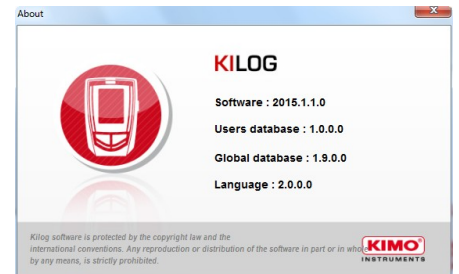 About
KILOG
Software : 2015.1.1.0
Users database : 1.0.0.0
Global database : 1.9.0.0
Language : 2.0.0.0
Kilog software is protected by the copyright law and the
international conventions. Any reproduction or distribution of the software in part or in whole
by any means, is strictly prohibited.
KIMO®
INSTRUMENTS